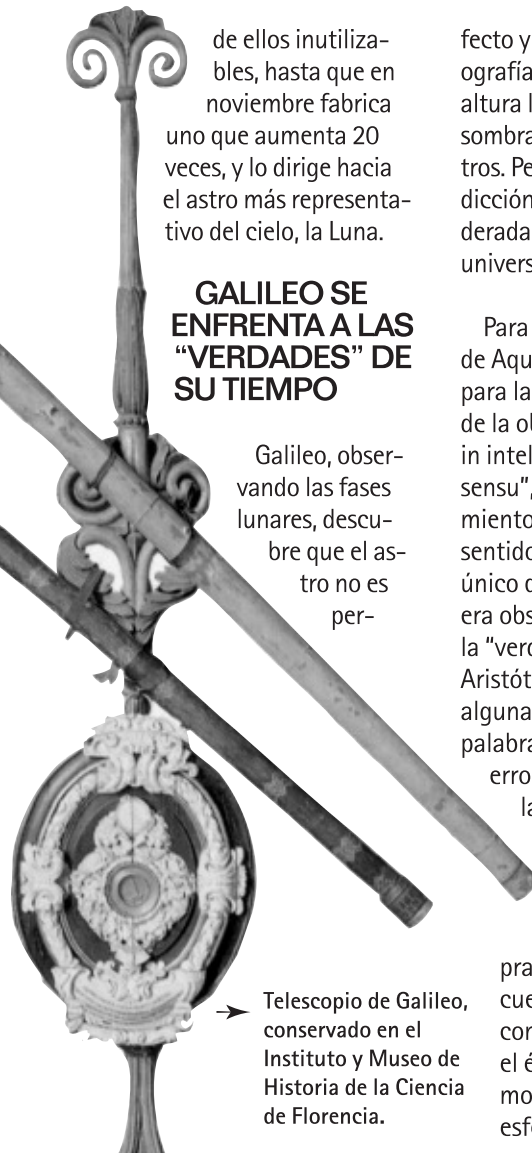 de ellos inutiliza-
bles, hasta que en
noviembre fabrica
uno que aumenta 20
veces, y lo dirige hacia
el astro más representa-
tivo del cielo, la Luna.
GALILEO SE
ENFRENTA A LAS
“VERDADES” DE
SU TIEMPO
Galileo, obser-
vando las fases
lunares, descu-
bre que el as-
tro no es
per-
Telescopio de Galileo,
conservado en el
Instituto y Museo de
Historia de la Ciencia
de Florencia.
fecto y
ografía
altura l
sombra
tros. Pe
dicción
derada
univers
Para
de Aqu
para la
de la o
in intel
sensu”,
miento
sentido
único d
era obs
la “verd
Aristót
alguna
palabra
erro
la
pra
cue
con
el é
mo
esf